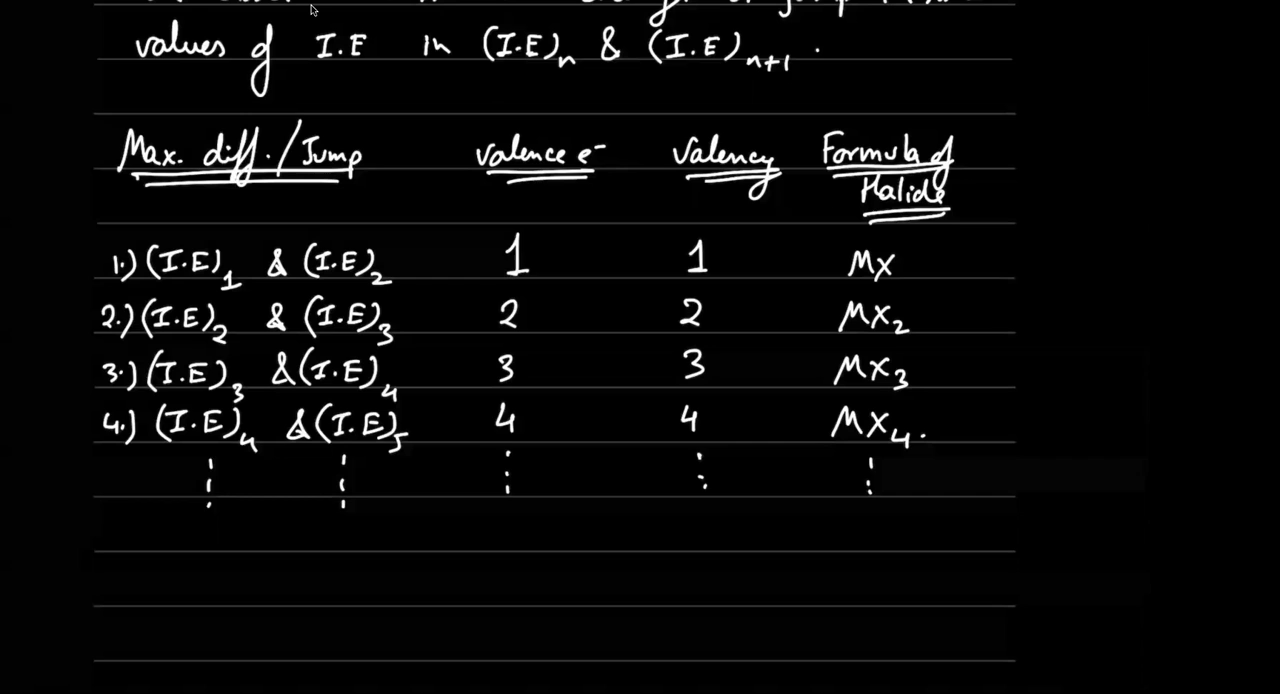 values of I.E in (I.E)n & (I.E)n+1 .
Max. diff./Jump Valence e⁻ Valency Formula of
Halide
1.) (I.E)₁ & (I.E)₂ 1 1 MX
2.) (I.E)₂ & (I.E)₃ 2 2 MX₂
3.) (I.E)₃ & (I.E)₄ 3 3 MX₃
4.) (I.E)₄ & (I.E)₅ 4 4 MX₄.